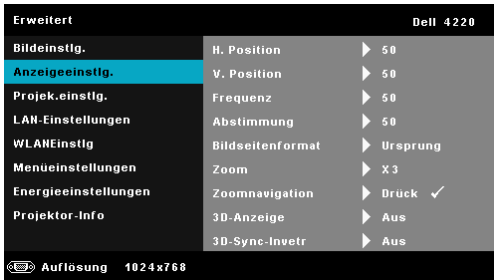 Erweitert Dell 4220
Bildeinstlg. H. Position 50
Anzeigeeinstlg. V. Position 50
Projek.einstlg. Frequenz 50
LAN-Einstellungen Abstimmung 50
WLANEinstlg Bildseitenformat Ursprung
Menüeinstellungen Zoom X3
Energieeinstellungen Zoomnavigation Drück
Projektor-Info 3D-Anzeige Aus
3D-Sync-Invetr Aus
Auflösung 1024x768